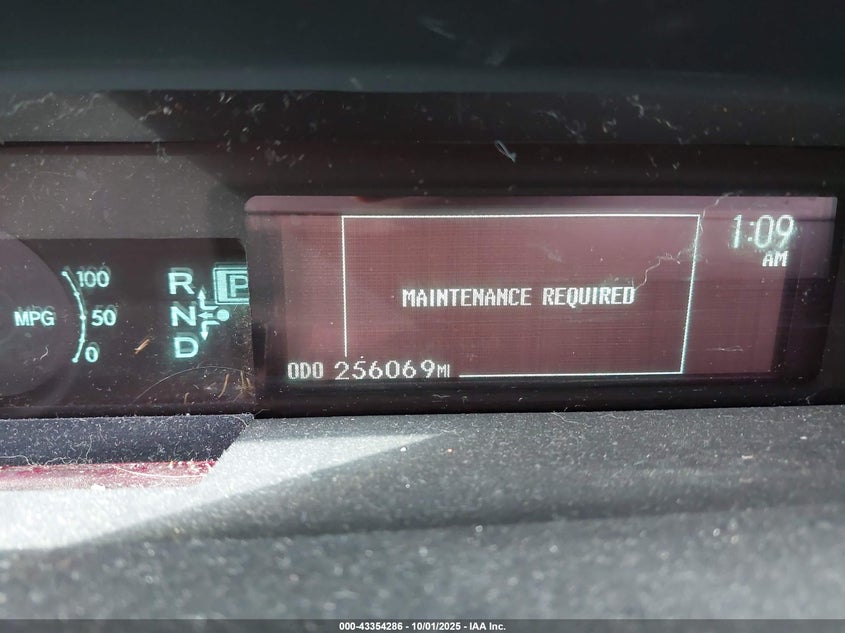 100
MPG 50
0
R P
N
D
1:09
AM
MAINTENANCE REQUIRED
ODO 256069MI
000-43354286 - 10/01/2025 - IAA Inc.